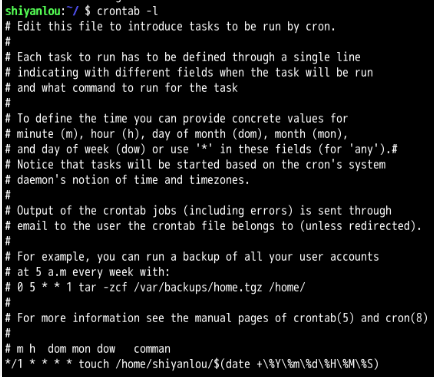 shiyanlou:~/ $ crontab -l
# Edit this file to introduce tasks to be run by cron.
#
# Each task to run has to be defined through a single line
# indicating with different fields when the task will be run
# and what command to run for the task
#
# To define the time you can provide concrete values for
# minute (m), hour (h), day of month (dom), month (mon),
# and day of week (dow) or use '*' in these fields (for 'any').#
# Notice that tasks will be started based on the cron's system
# daemon's notion of time and timezones.
#
# Output of the crontab jobs (including errors) is sent through
# email to the user the crontab file belongs to (unless redirected).
#
# For example, you can run a backup of all your user accounts
# at 5 a.m every week with:
# 0 5 * * 1 tar -zcf /var/backups/home.tgz /home/
#
# For more information see the manual pages of crontab(5) and cron(8)
#
# m h  dom mon dow   comman
*/1 * * * * touch /home/shiyanlou/$(date +\%Y\%m\%d\%H\%M\%S)